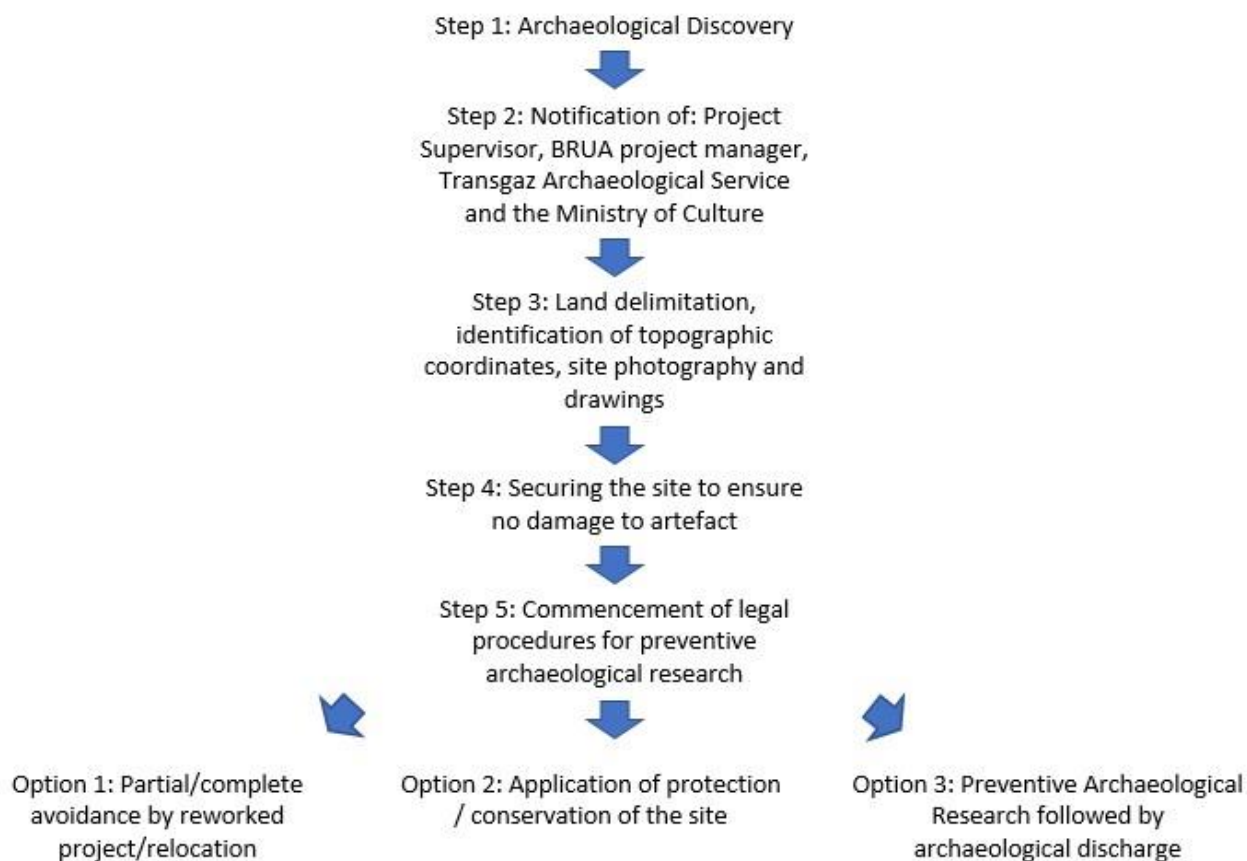 Step 1: Archaeological Discovery
Step 2: Notification of: Project
Supervisor, BRUA project manager,
Transgaz Archaeological Service
and the Ministry of Culture
Step 3: Land delimitation,
identification of topographic
coordinates, site photography and
drawings
Step 4: Securing the site to ensure
no damage to artefact
Step 5: Commencement of legal
procedures for preventive
archaeological research
Option 1: Partial/complete
avoidance by reworked
project/relocation
Option 2: Application of protection
/ conservation of the site
Option 3: Preventive Archaeological
Research followed by
archaeological discharge